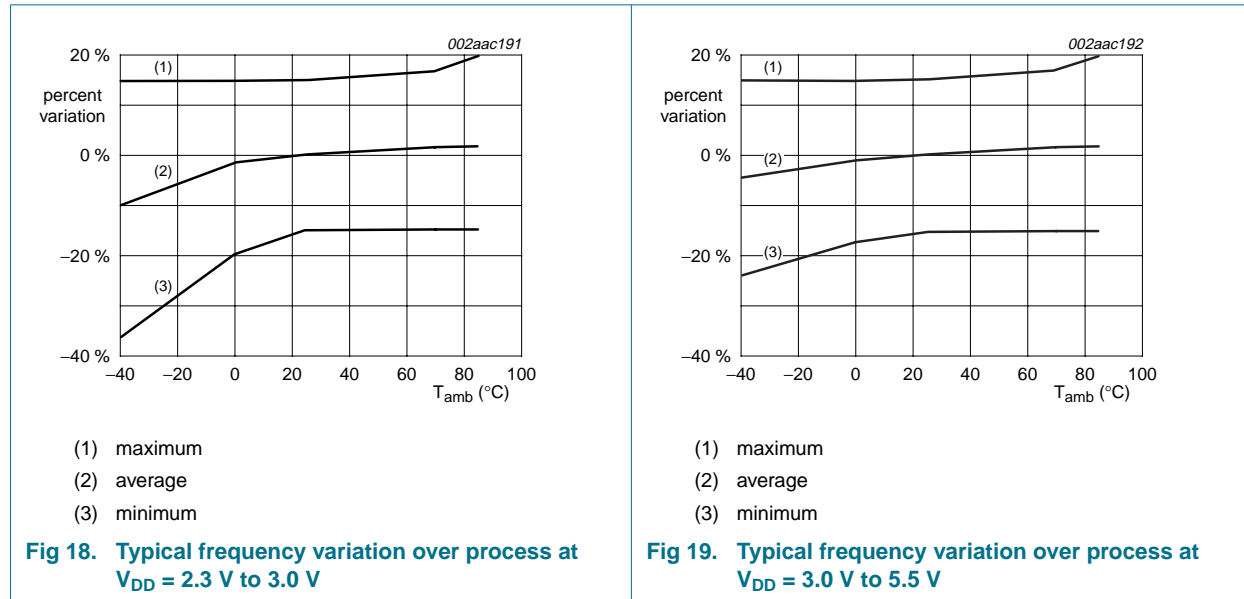 002aac191
20 %
(1)
percent
variation
0 %
(2)
−20 %
(3)
−40 %
−40 −20 0 20 40 60 80 100
Tamb (°C)
(1) maximum
(2) average
(3) minimum
Fig 18. Typical frequency variation over process at
VDD = 2.3 V to 3.0 V
002aac192
20 %
(1)
percent
variation
0 %
(2)
−20 %
(3)
−40 %
−40 −20 0 20 40 60 80 100
Tamb (°C)
(1) maximum
(2) average
(3) minimum
Fig 19. Typical frequency variation over process at
VDD = 3.0 V to 5.5 V